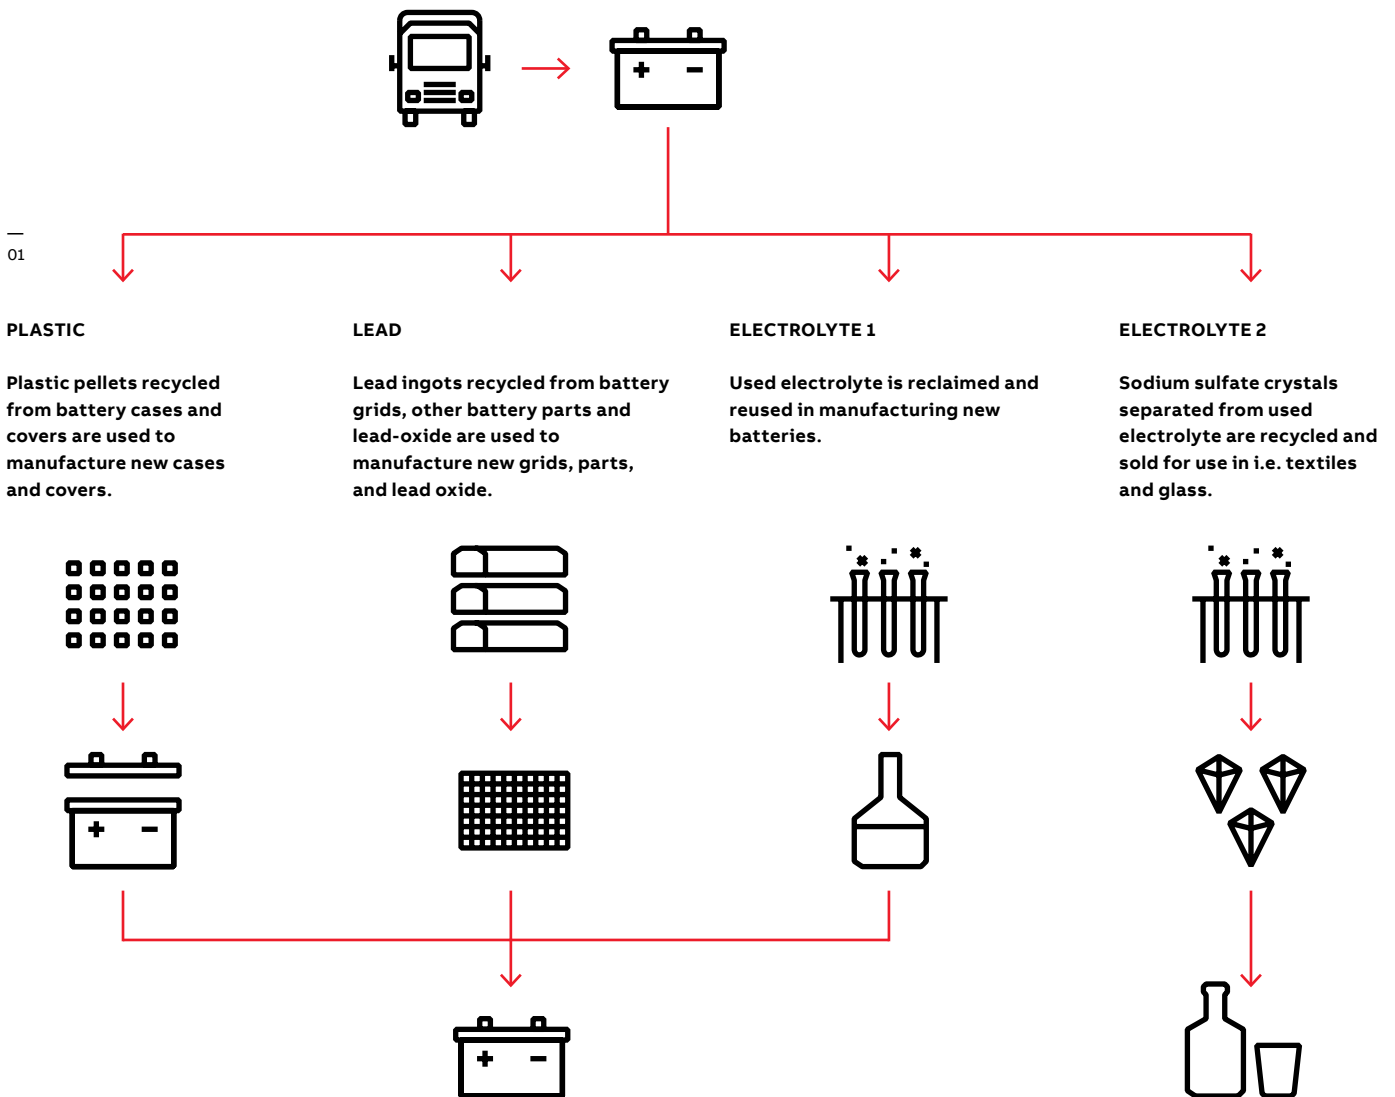 —
01
PLASTIC
Plastic pellets recycled
from battery cases and
covers are used to
manufacture new cases
and covers.
LEAD
Lead ingots recycled from battery
grids, other battery parts and
lead-oxide are used to
manufacture new grids, parts,
and lead oxide.
ELECTROLYTE 1
Used electrolyte is reclaimed and
reused in manufacturing new
batteries.
ELECTROLYTE 2
Sodium sulfate crystals
separated from used
electrolyte are recycled and
sold for use in i.e. textiles
and glass.